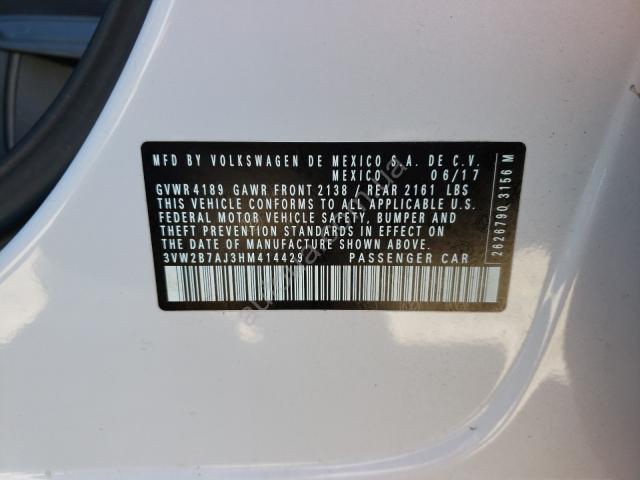 MFD BY VOLKSWAGEN DE MEXICO S.A. DE C.V.
MEXICO 06/17
GVWR 4189 GAWR FRONT 2138 REAR 2161 LBS
THIS VEHICLE CONFORMS TO ALL APPLICABLE U.S.
FEDERAL MOTOR VEHICLE SAFETY, BUMPER AND
THEFT PREVENTION STANDARDS IN EFFECT ON
THE DATE OF MANUFACTURE SHOWN ABOVE.
3VW2B7AJ3HM414429 PASSENGER CAR
2626790 3156 M